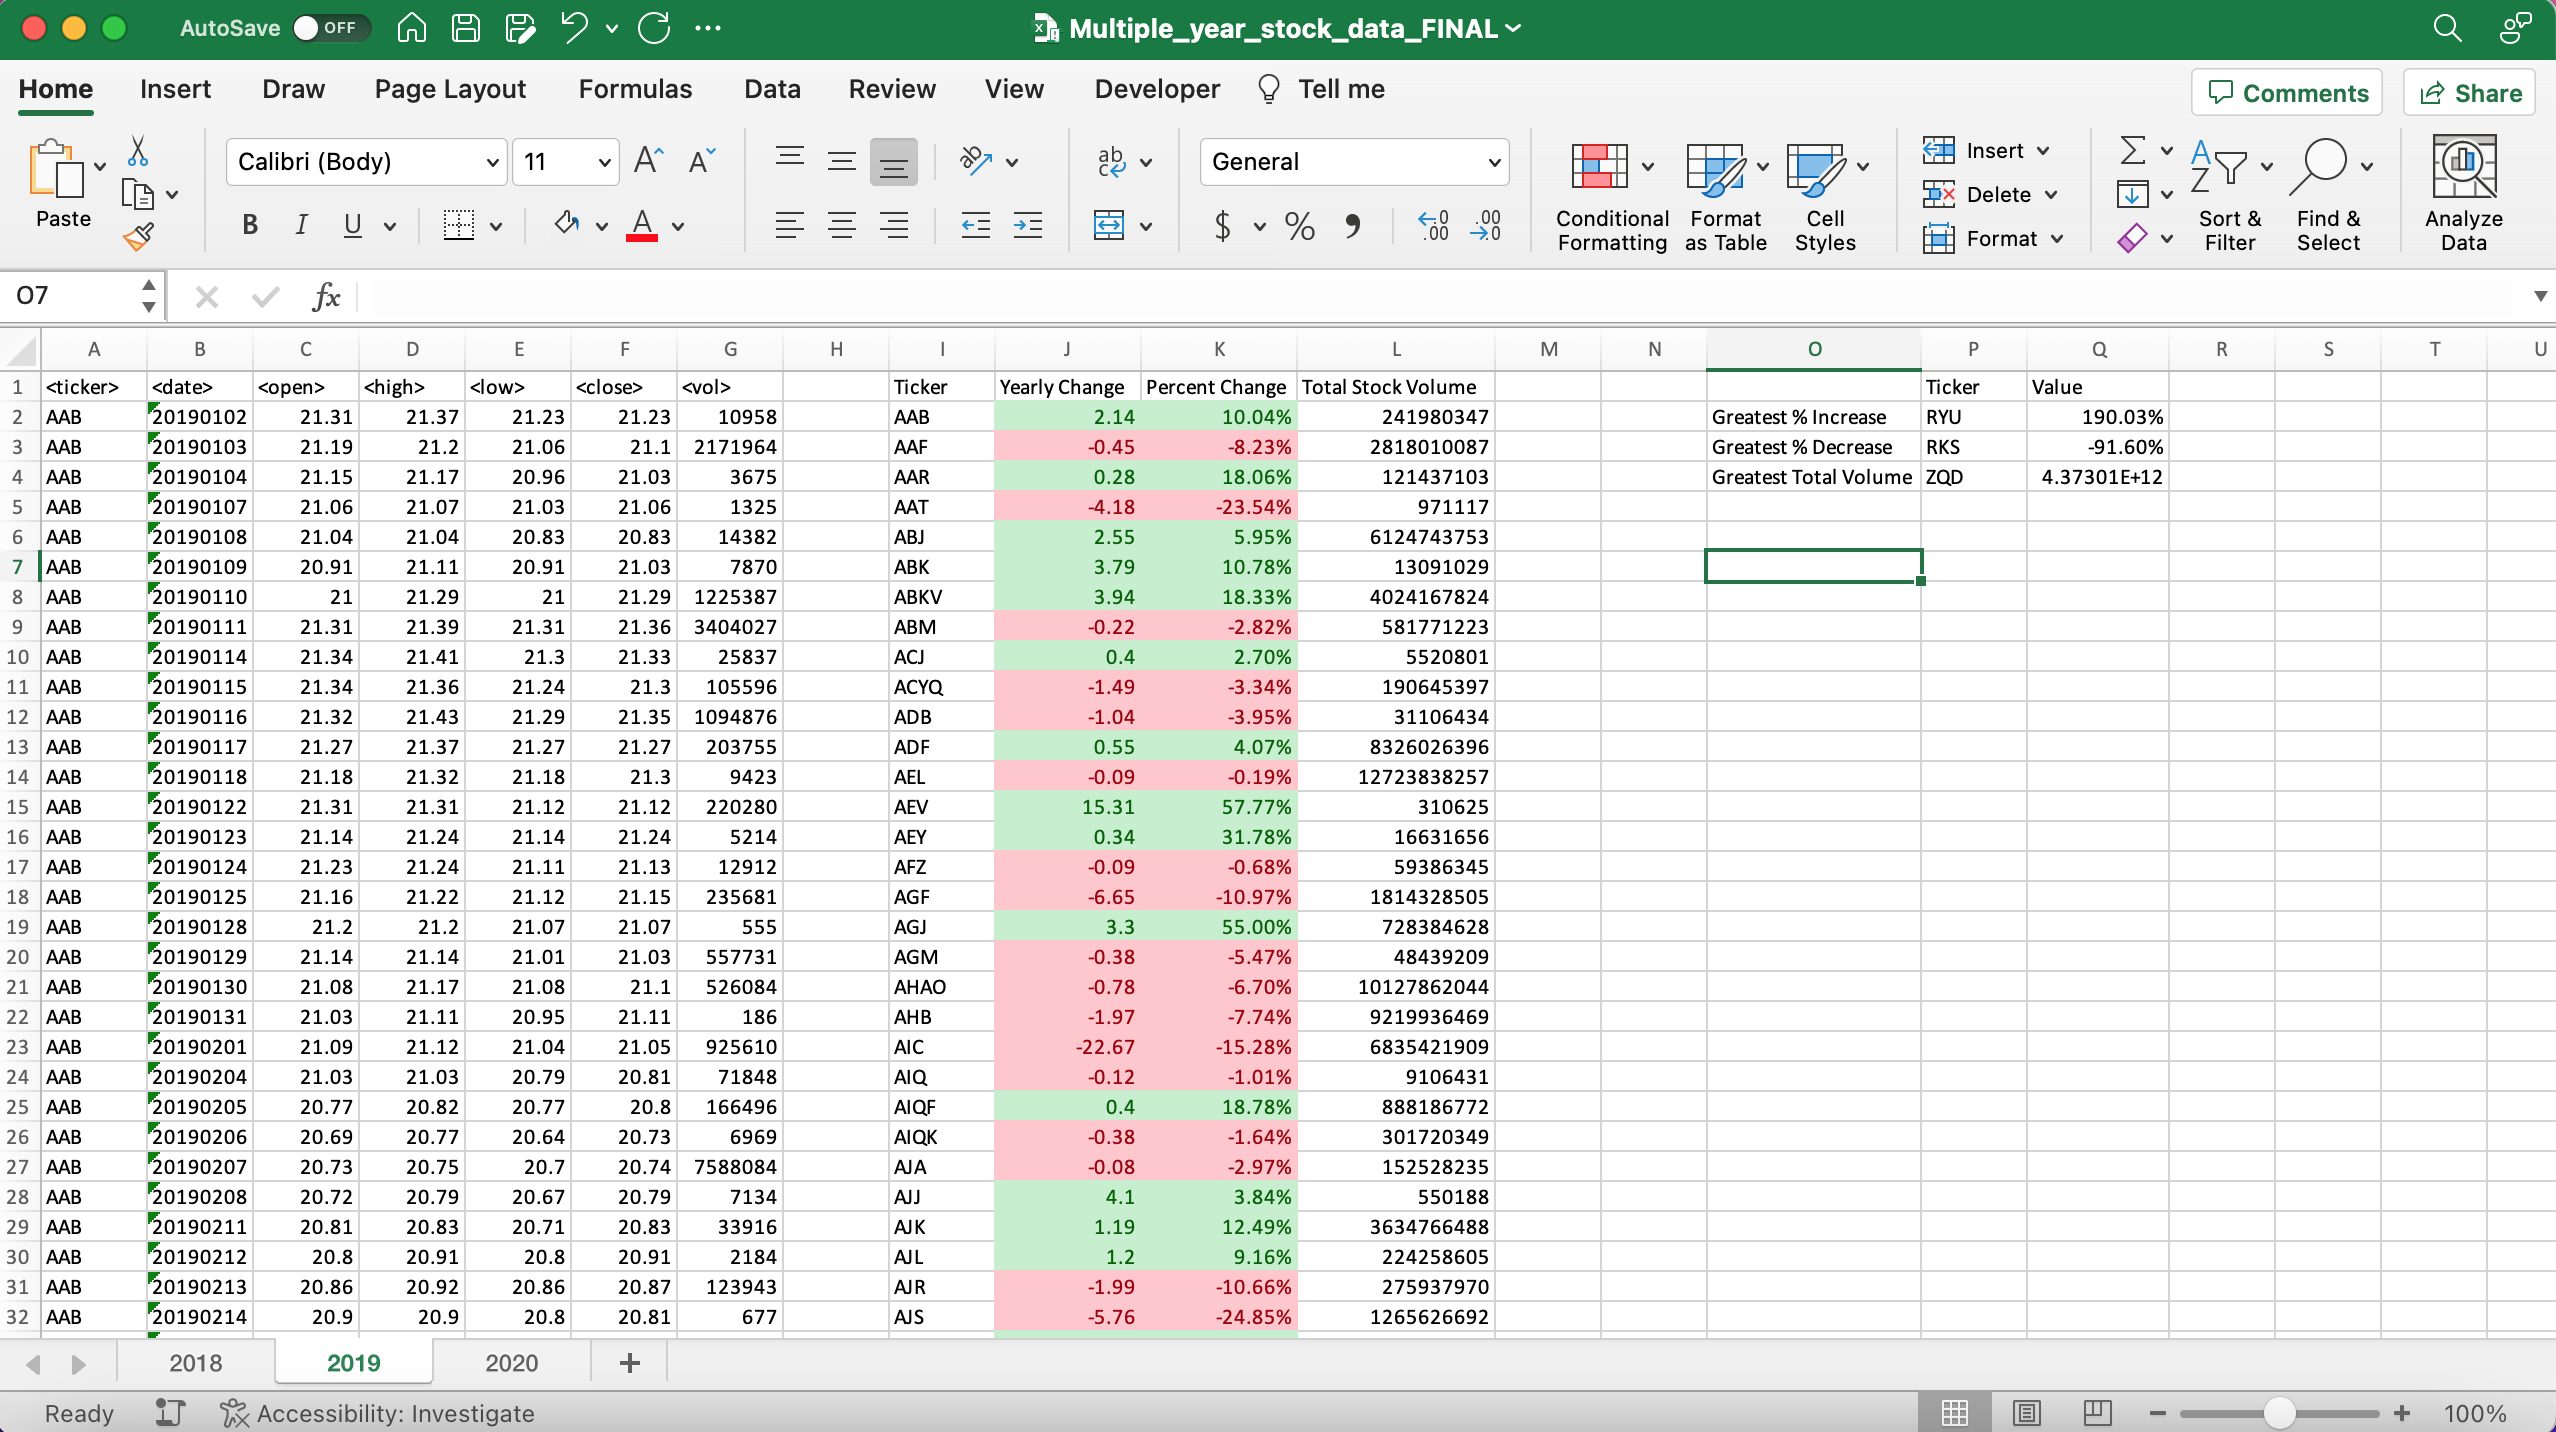 AutoSave OFF Multiple_year_stock_data_FINAL
Home Insert Draw Page Layout Formulas Data Review View Developer Tell me Comments Share
Paste Calibri (Body) 11 General Conditional Formatting Format as Table Cell Styles Insert Delete Format Sort & Filter Find & Select Analyze Data
O7 fx
A B C D E F G H I J K L M N O P Q R S T U
1 <ticker> <date> <open> <high> <low> <close> <vol> Ticker Yearly Change Percent Change Total Stock Volume Ticker Value
2 AAB 20190102 21.31 21.37 21.23 21.23 10958 AAB 2.14 10.04% 241980347 Greatest % Increase RYU 190.03%
3 AAB 20190103 21.19 21.2 21.06 21.1 2171964 AAF -0.45 -8.23% 2818010087 Greatest % Decrease RKS -91.60%
4 AAB 20190104 21.15 21.17 20.96 21.03 3675 AAR 0.28 18.06% 121437103 Greatest Total Volume ZQD 4.37301E+12
5 AAB 20190107 21.06 21.07 21.03 21.06 1325 AAT -4.18 -23.54% 971117
6 AAB 20190108 21.04 21.04 20.83 20.83 14382 ABJ 2.55 5.95% 6124743753
7 AAB 20190109 20.91 21.11 20.91 21.03 7870 ABK 3.79 10.78% 13091029
8 AAB 20190110 21 21.29 21 21.29 1225387 ABKV 3.94 18.33% 4024167824
9 AAB 20190111 21.31 21.39 21.31 21.36 3404027 ABM -0.22 -2.82% 581771223
10 AAB 20190114 21.34 21.41 21.3 21.33 25837 ACJ 0.4 2.70% 5520801
11 AAB 20190115 21.34 21.36 21.24 21.3 105596 ACYQ -1.49 -3.34% 190645397
12 AAB 20190116 21.32 21.43 21.29 21.35 1094876 ADB -1.04 -3.95% 31106434
13 AAB 20190117 21.27 21.37 21.27 21.27 203755 ADF 0.55 4.07% 8326026396
14 AAB 20190118 21.18 21.32 21.18 21.3 9423 AEL -0.09 -0.19% 12723838257
15 AAB 20190122 21.31 21.31 21.12 21.12 220280 AEV 15.31 57.77% 310625
16 AAB 20190123 21.14 21.24 21.14 21.24 5214 AEY 0.34 31.78% 16631656
17 AAB 20190124 21.23 21.24 21.11 21.13 12912 AFZ -0.09 -0.68% 59386345
18 AAB 20190125 21.16 21.22 21.12 21.15 235681 AGF -6.65 -10.97% 1814328505
19 AAB 20190128 21.2 21.2 21.07 21.07 555 AGJ 3.3 55.00% 728384628
20 AAB 20190129 21.14 21.14 21.01 21.03 557731 AGM -0.38 -5.47% 48439209
21 AAB 20190130 21.08 21.17 21.08 21.1 526084 AHAO -0.78 -6.70% 10127862044
22 AAB 20190131 21.03 21.11 20.95 21.11 186 AHB -1.97 -7.74% 9219936469
23 AAB 20190201 21.09 21.12 21.04 21.05 925610 AIC -22.67 -15.28% 6835421909
24 AAB 20190204 21.03 21.03 20.79 20.81 71848 AIQ -0.12 -1.01% 9106431
25 AAB 20190205 20.77 20.82 20.77 20.8 166496 AIQF 0.4 18.78% 888186772
26 AAB 20190206 20.69 20.77 20.64 20.73 6969 AIQK -0.38 -1.64% 301720349
27 AAB 20190207 20.73 20.75 20.7 20.74 7588084 AJA -0.08 -2.97% 152528235
28 AAB 20190208 20.72 20.79 20.67 20.79 7134 AJJ 4.1 3.84% 550188
29 AAB 20190211 20.81 20.83 20.71 20.83 33916 AJK 1.19 12.49% 3634766488
30 AAB 20190212 20.8 20.91 20.8 20.91 2184 AJL 1.2 9.16% 224258605
31 AAB 20190213 20.86 20.92 20.86 20.87 123943 AJR -1.99 -10.66% 275937970
32 AAB 20190214 20.9 20.9 20.8 20.81 677 AJS -5.76 -24.85% 1265626692
2018 2019 2020 +
Ready Accessibility: Investigate 100%